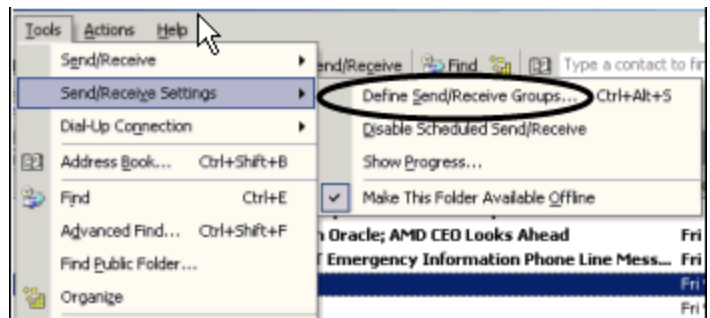 Tools Actions Help
Send/Receive
end/Receive Find Type a contact to fin
Send/Receive Settings
Define Send/Receive Groups... Ctrl+Alt+S
Dial-Up Connection
Disable Scheduled Send/Receive
Address Book... Ctrl+Shift+B
Show Progress...
Find Ctrl+E
Make This Folder Available Offline
Advanced Find... Ctrl+Shift+F
n Oracle; AMD CEO Looks Ahead Fri
Find Public Folder...
T Emergency Information Phone Line Mess... Fri
Fri
Organize
Fri